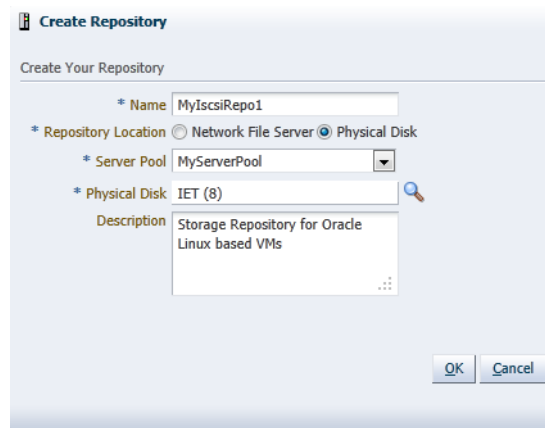 Create Repository
Create Your Repository
* Name MyIscsiRepo1
* Repository Location Network File Server Physical Disk
* Server Pool MyServerPool
* Physical Disk IET (8)
Description Storage Repository for Oracle
Linux based VMs
OK Cancel